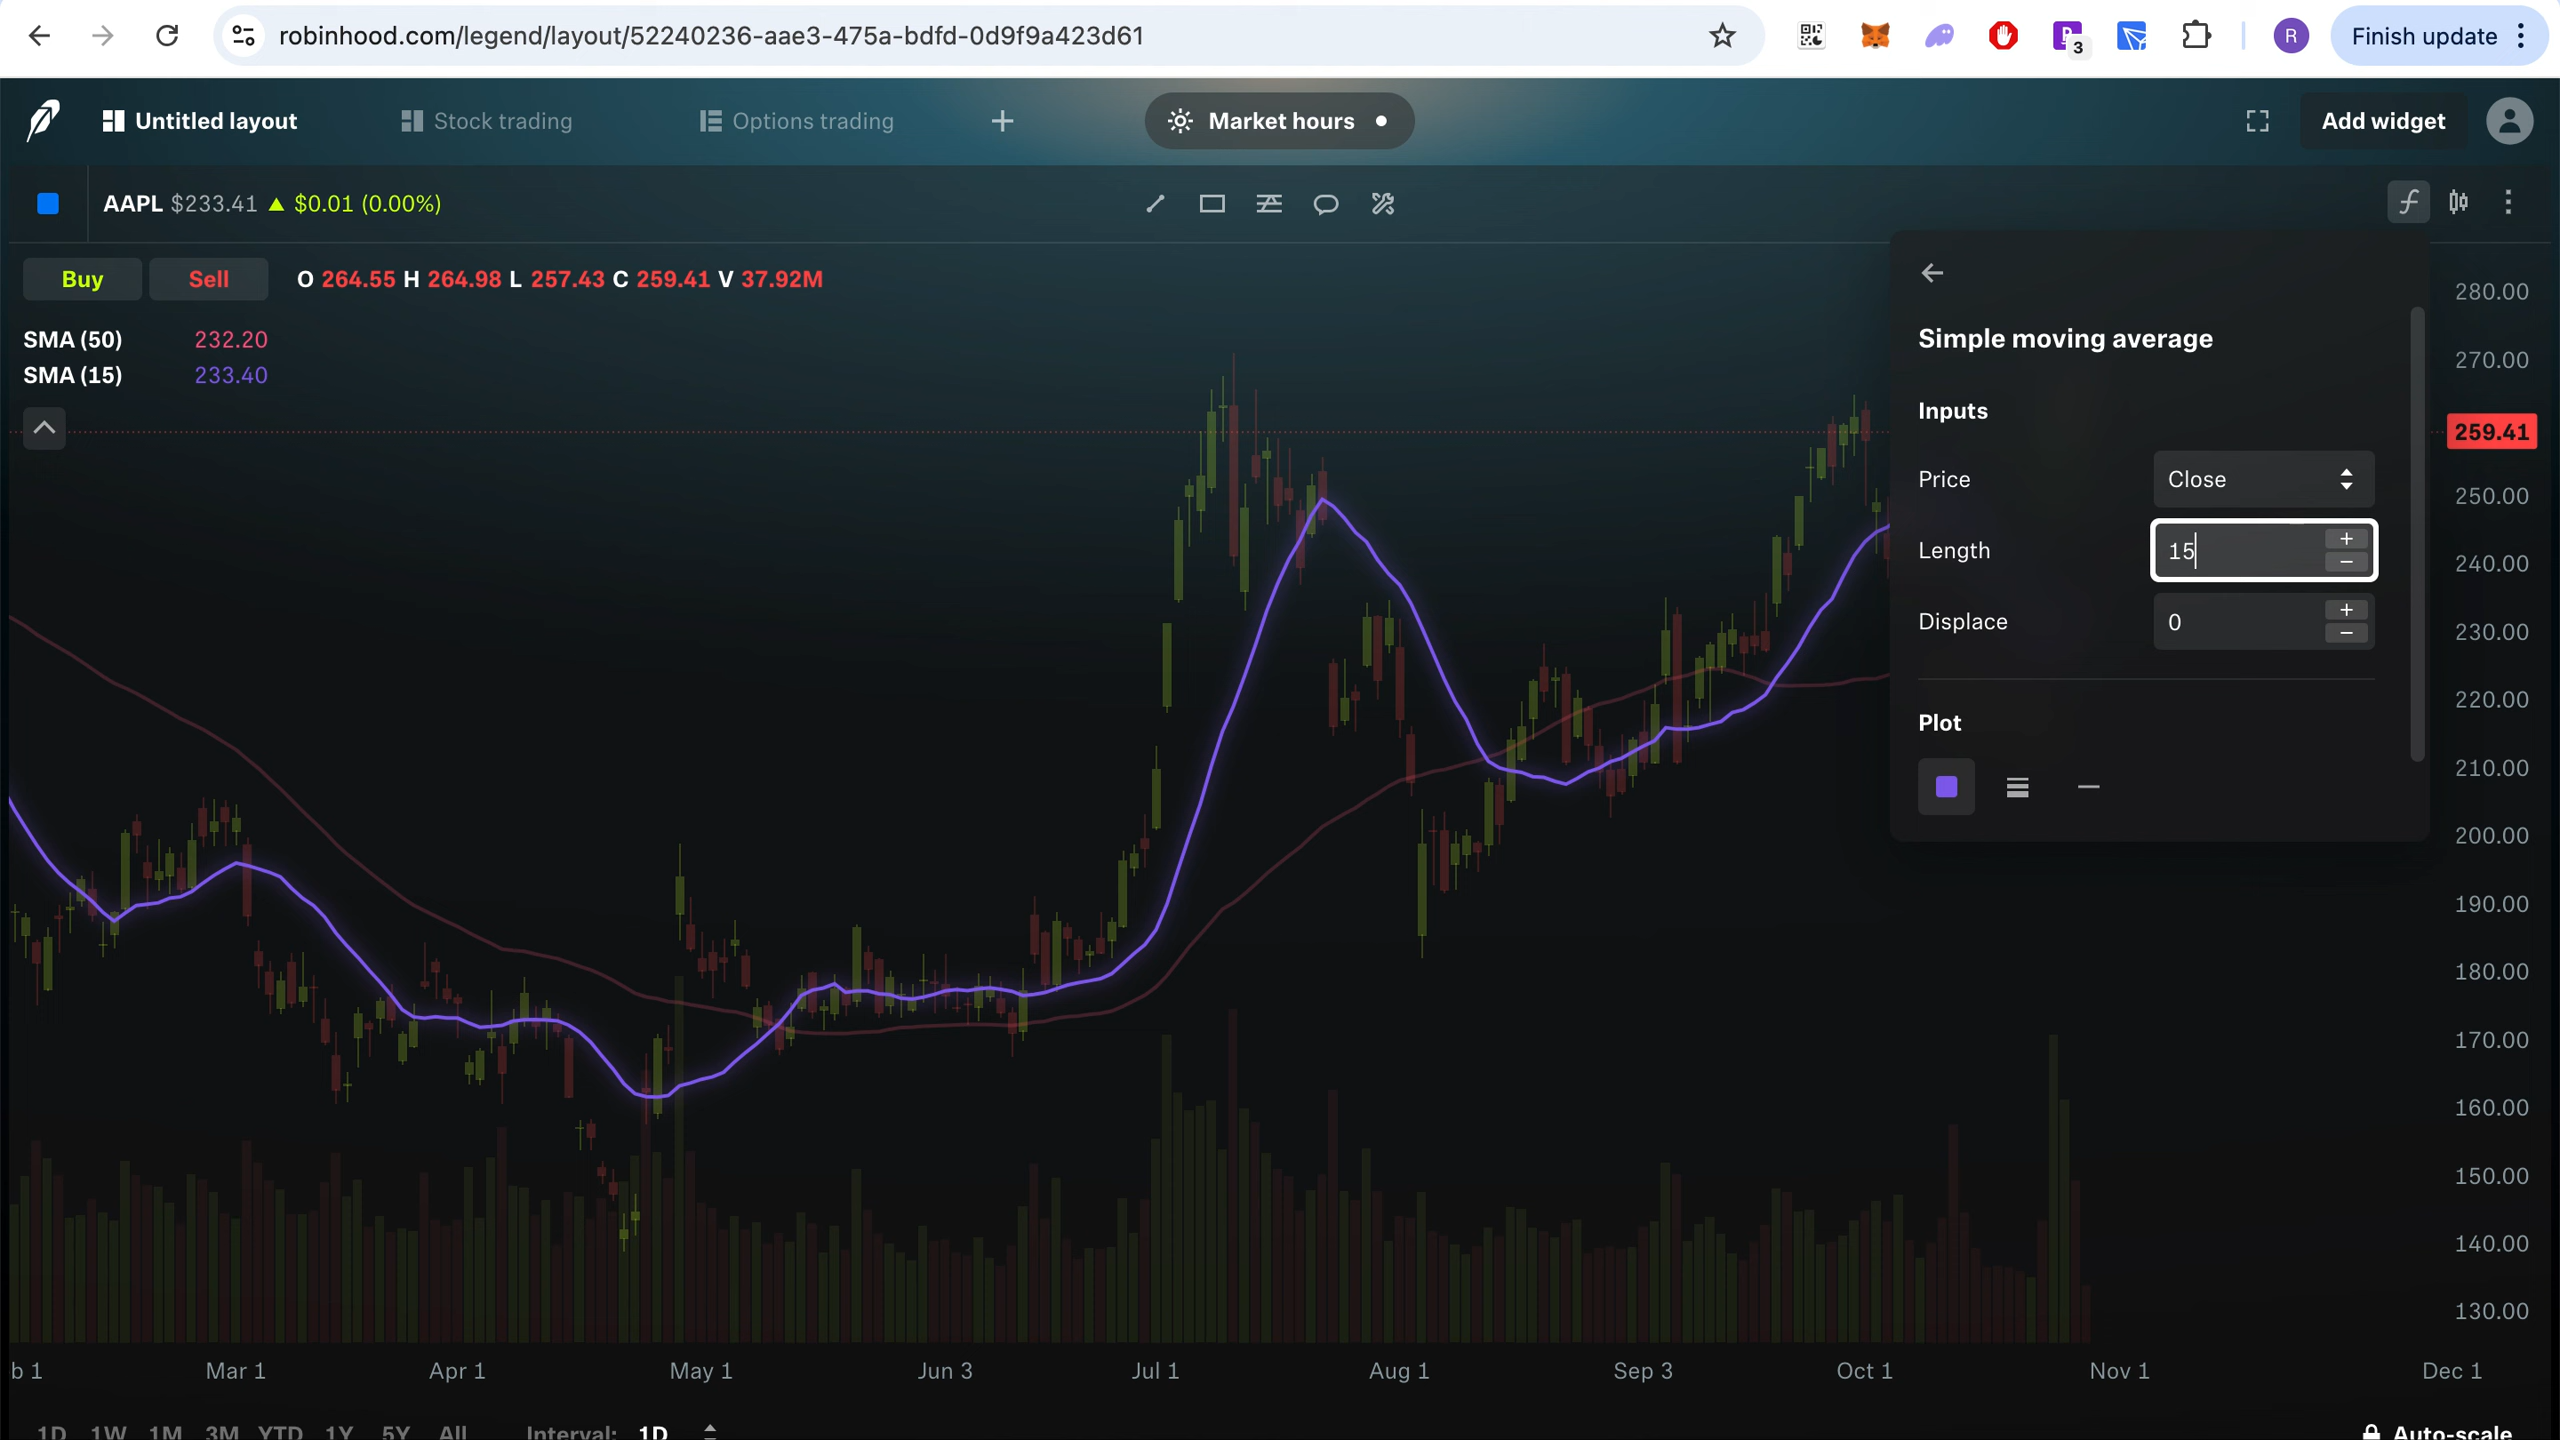 robinhood.com/legend/layout/52240236-aae3-475a-bdfd-0d9f9a423d61
3
R
Finish update
Untitled layout
Stock trading
Options trading
Market hours
Add widget
AAPL $233.41 ▲ $0.01 (0.00%)
Buy
Sell
O 264.55 H 264.98 L 257.43 C 259.41 V 37.92M
SMA (50) 232.20
SMA (15) 233.40
Simple moving average
Inputs
Price Close
Length 15
Displace 0
Plot
280.00
270.00
259.41
250.00
240.00
230.00
220.00
210.00
200.00
190.00
180.00
170.00
160.00
150.00
140.00
130.00
b 1 Mar 1 Apr 1 May 1 Jun 3 Jul 1 Aug 1 Sep 3 Oct 1 Nov 1 Dec 1
1D 1W 1M 3M YTD 1Y 5Y All Interval: 1D Auto-scale